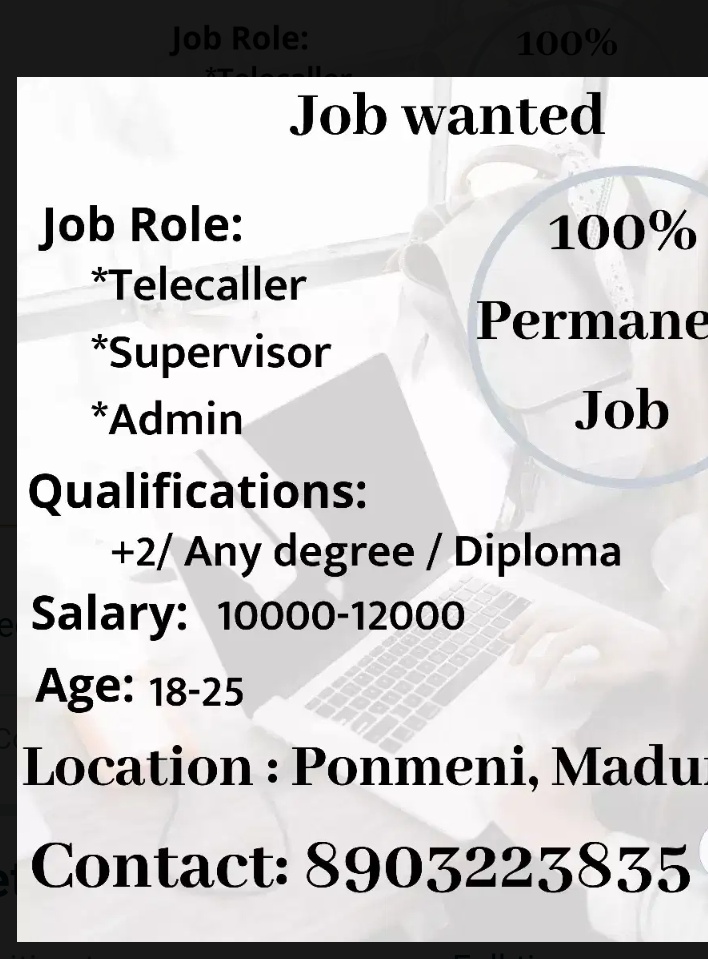 Job Role:
100%
*Telecaller
Job wanted
Job Role:
100%
*Telecaller
Permane
*Supervisor
Job
*Admin
Qualifications:
+2/ Any degree / Diploma
Salary: 10000-12000
Age: 18-25
Location : Ponmeni, Madu
Contact: 8903223835